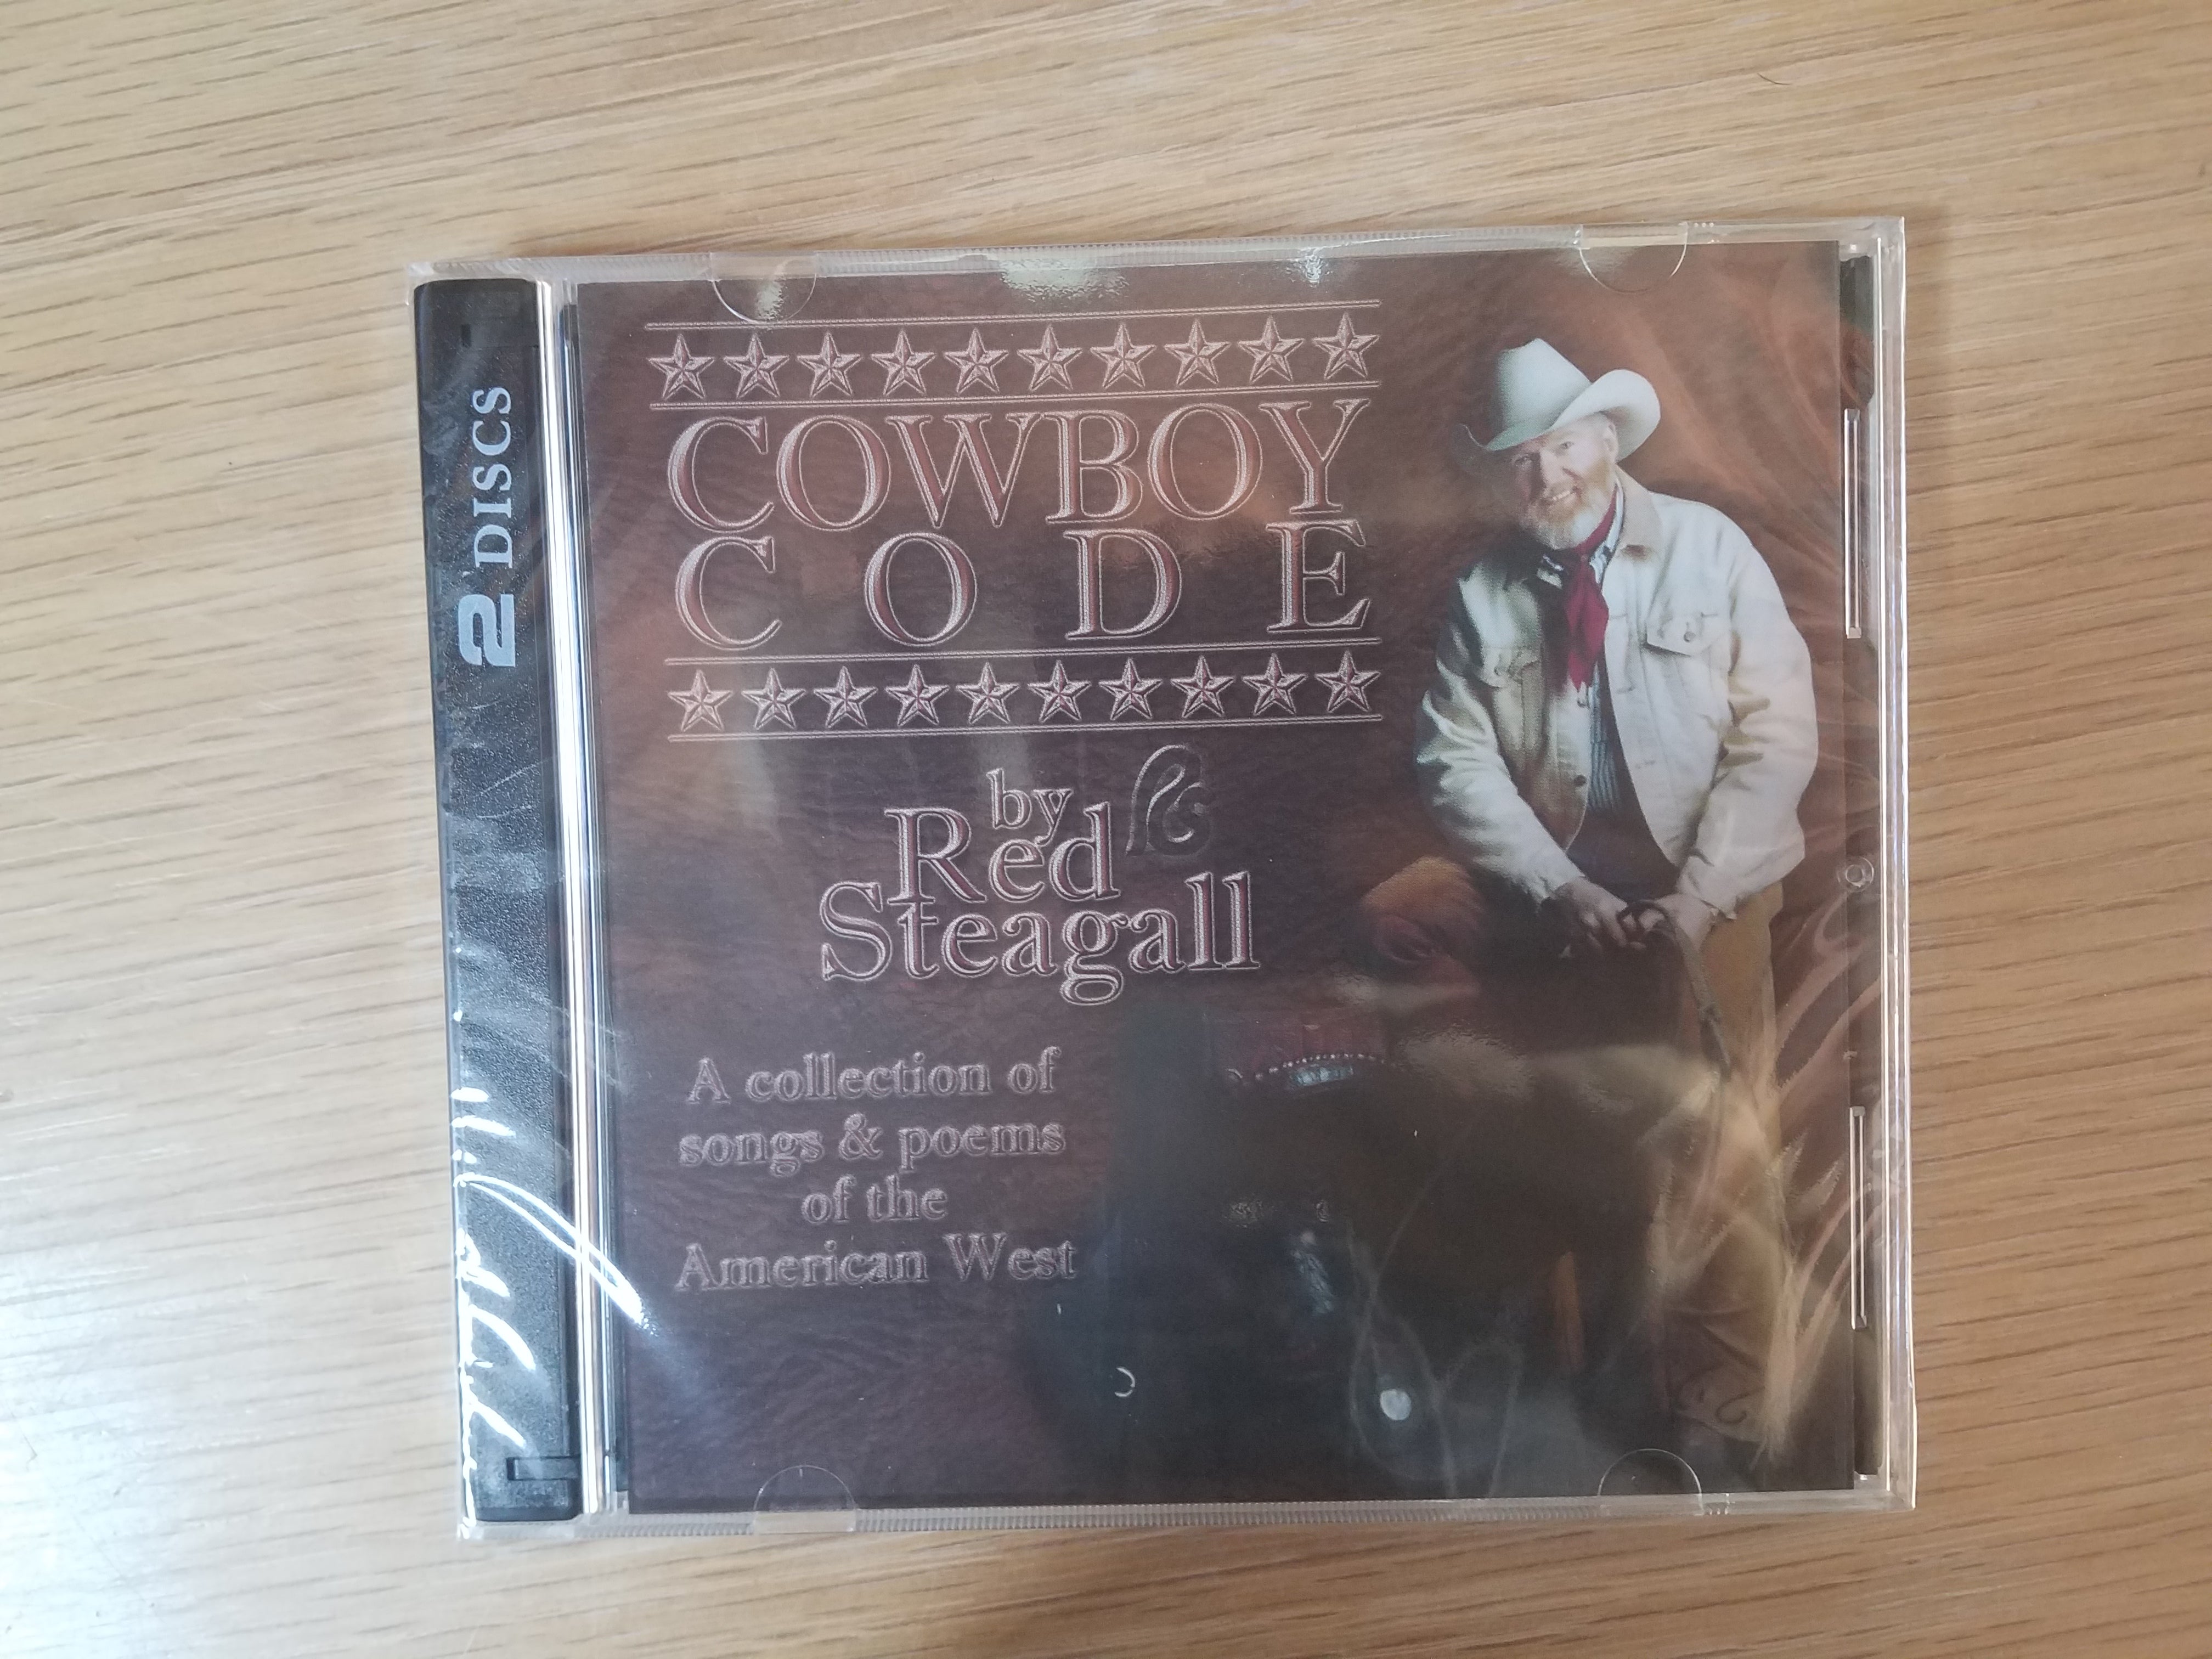 2 DISCS
COWBOY
CODE
by
Red
Steagall
A collection of
songs & poems
of the
American West